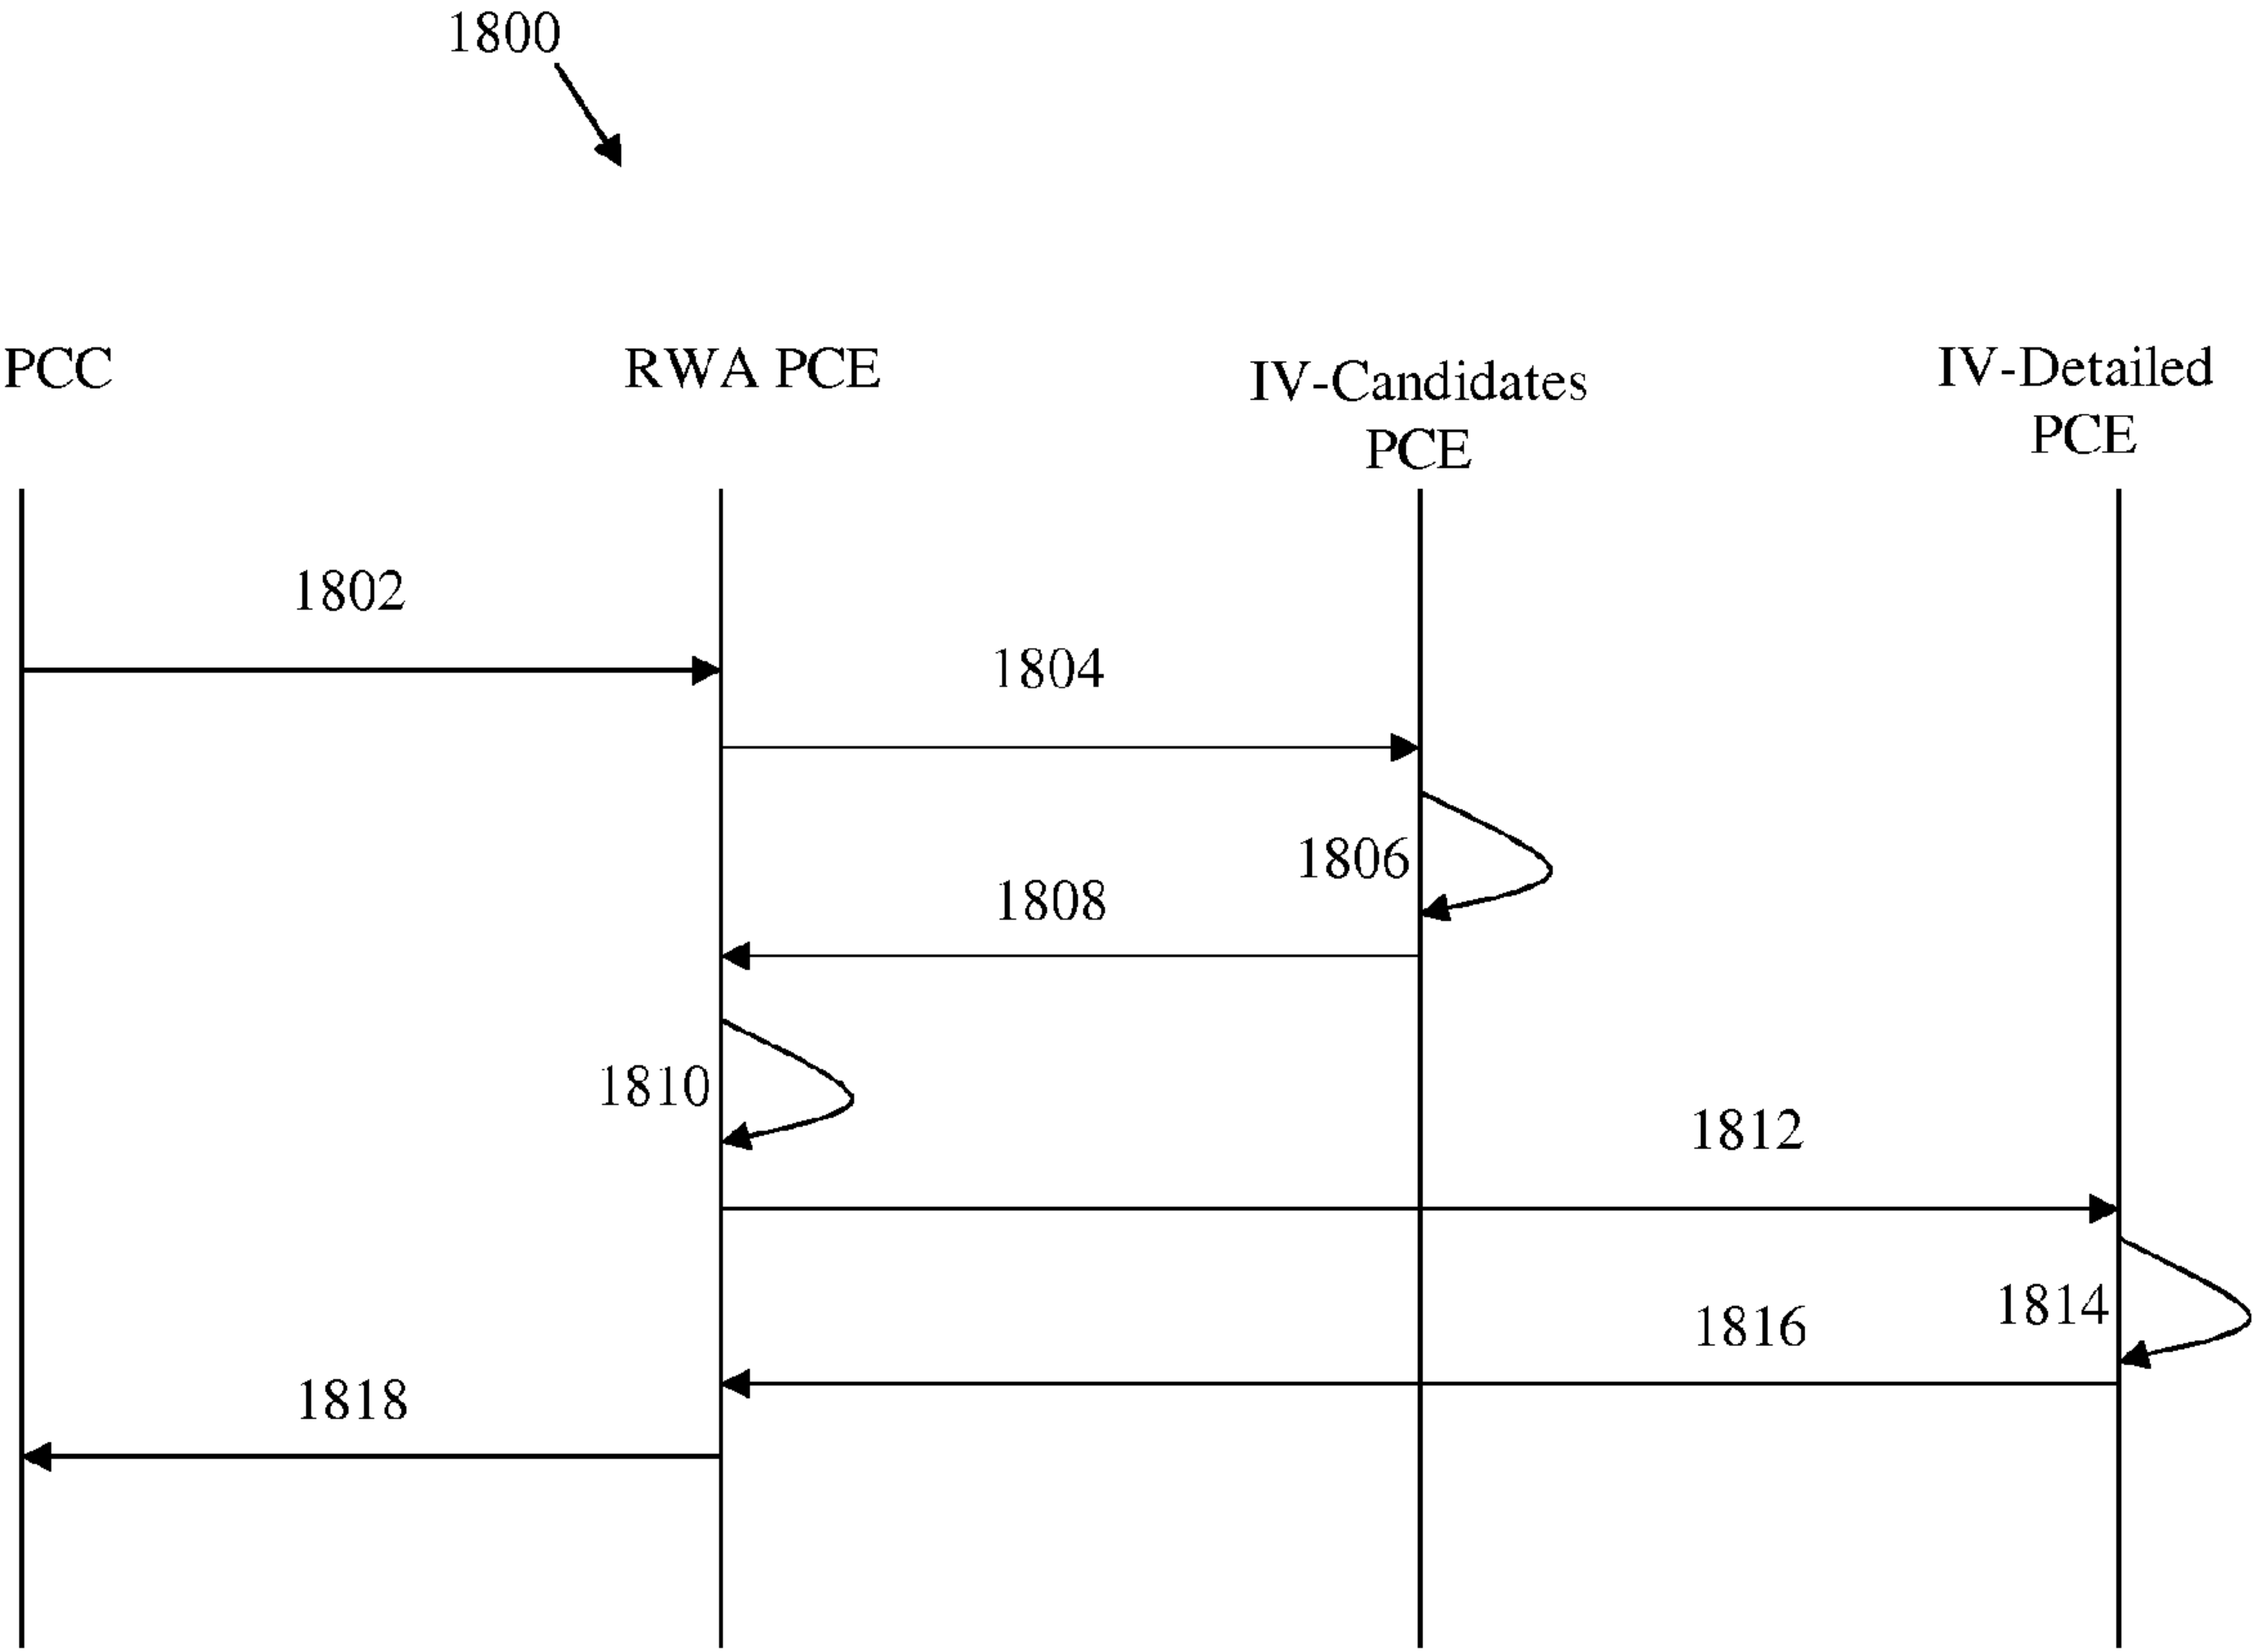 1800
PCC
RWA PCE
IV-Candidates
PCE
IV-Detailed
PCE
1802
1804
1806
1808
1810
1812
1814
1816
1818